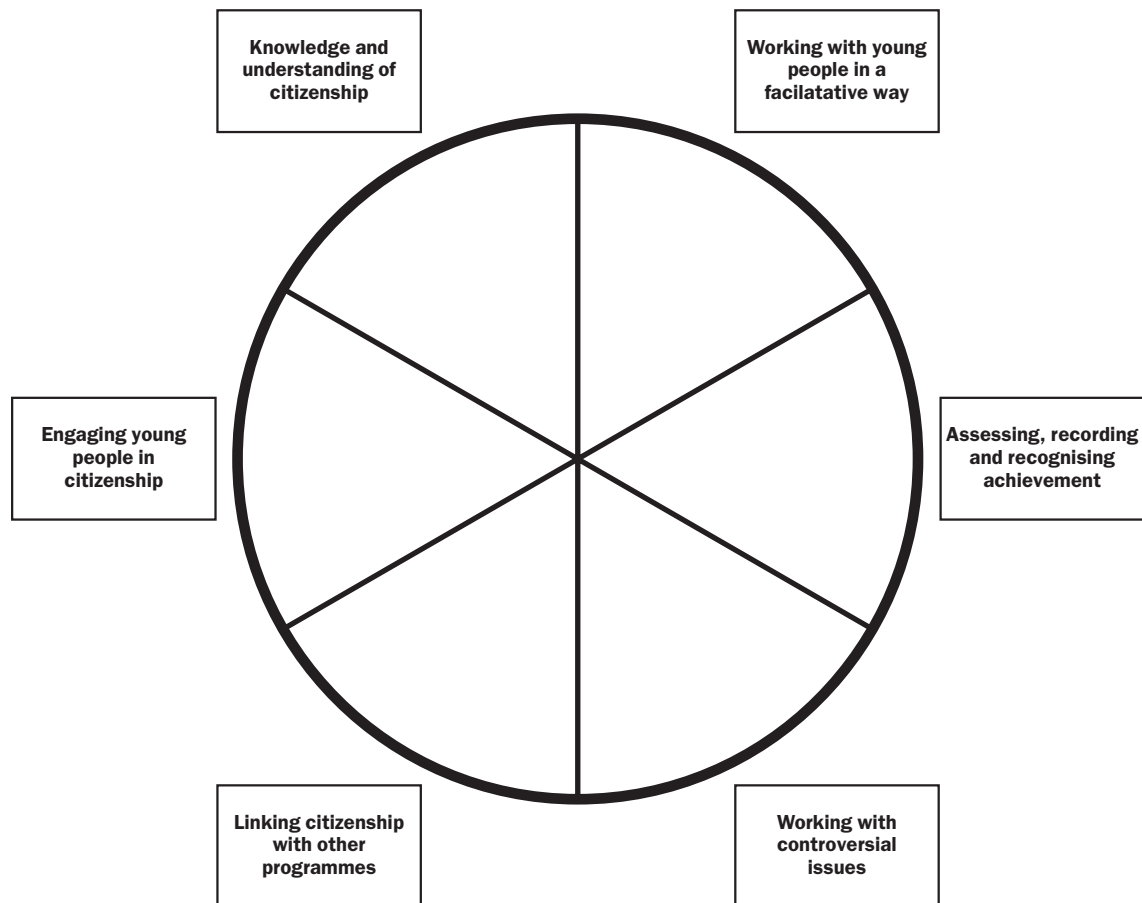 Knowledge and
understanding of
citizenship
Working with young
people in a
facilatative way
Engaging young
people in
citizenship
Assessing, recording
and recognising
achievement
Linking citizenship
with other
programmes
Working with
controversial
issues